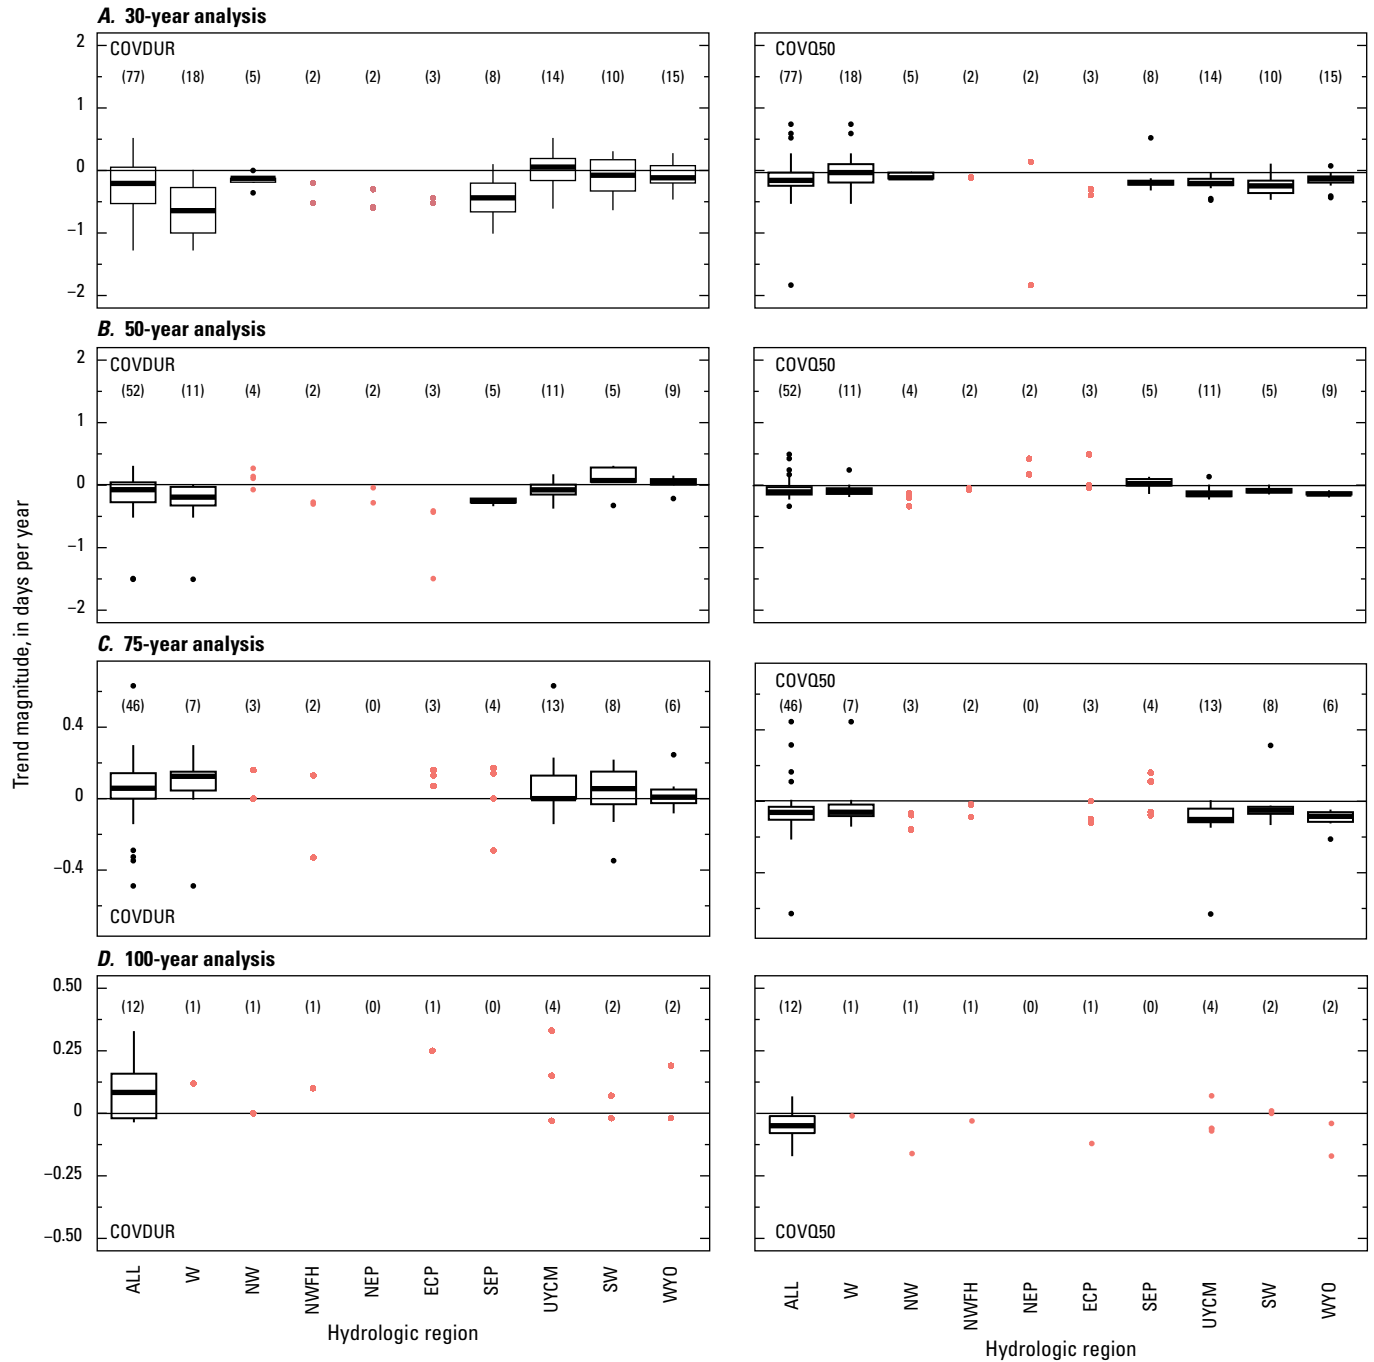 A. 30-year analysis
COVDUR
COVQ50
(77) (18) (5) (2) (2) (3) (8) (14) (10) (15)
(77) (18) (5) (2) (2) (3) (8) (14) (10) (15)
2
1
0
−1
−2
B. 50-year analysis
COVDUR
COVQ50
(52) (11) (4) (2) (2) (3) (5) (11) (5) (9)
(52) (11) (4) (2) (2) (3) (5) (11) (5) (9)
2
1
0
−1
−2
Trend magnitude, in days per year
C. 75-year analysis
COVQ50
(46) (7) (3) (2) (0) (3) (4) (13) (8) (6)
(46) (7) (3) (2) (0) (3) (4) (13) (8) (6)
0.4
0
−0.4
COVDUR
D. 100-year analysis
(12) (1) (1) (1) (0) (1) (0) (4) (2) (2)
(12) (1) (1) (1) (0) (1) (0) (4) (2) (2)
0.50
0.25
0
−0.25
−0.50
COVDUR
COVQ50
ALL W NW NWFH NEP ECP SEP UYCM SW WYO
ALL W NW NWFH NEP ECP SEP UYCM SW WYO
Hydrologic region
Hydrologic region